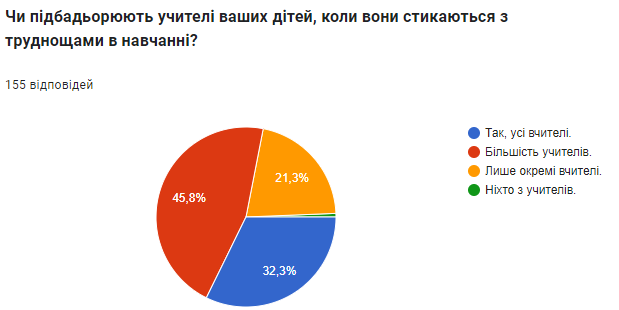 Чи підбадьорюють учителі ваших дітей, коли вони стикаються з
труднощами в навчанні?
155 відповідей
45,8%
21,3%
32,3%
Так, усі вчителі.
Більшість учителів.
Лише окремі вчителі.
Ніхто з учителів.